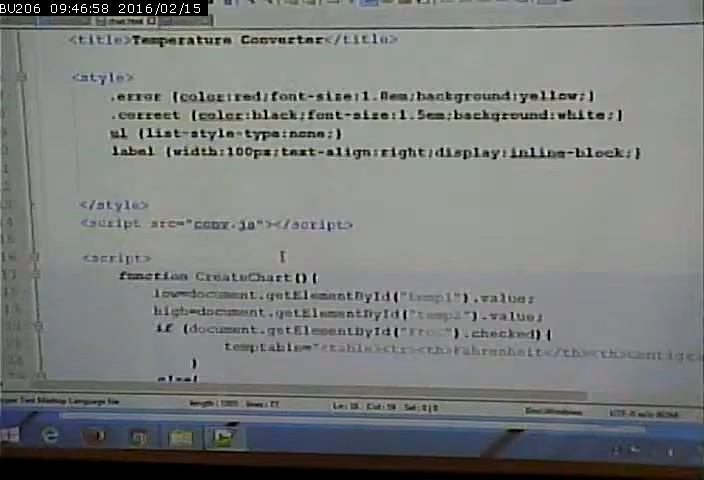 BU206 09:46:58 2016/02/15
<title>Temperature Converter</title>
<style>
.error {color:red;font-size:1.0em;background:yellow;}
.correct {color:black;font-size:1.5em;background:white;}
ul {list-style-type:none;}
label {width:100px;text-align:right;display:inline-block;}
</style>
<script src="conv.js"></script>
<script>
function CreateChart(){
low=document.getElementById("temp1").value;
high=document.getElementById("temp2").value;
if (document.getElementById(" ").checked){
temptable="<table><tr><th>Fahrenheit</th><th>
}
else{